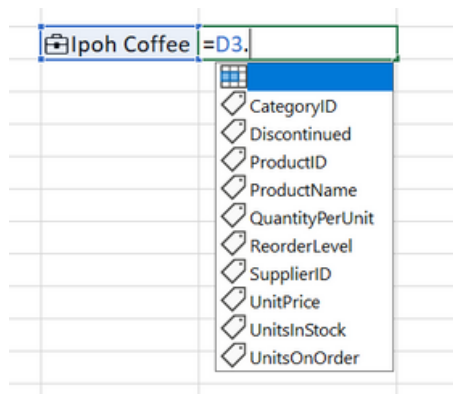 Ipoh Coffee =D3.
CategoryID
Discontinued
ProductID
ProductName
QuantityPerUnit
ReorderLevel
SupplierID
UnitPrice
UnitsInStock
UnitsOnOrder